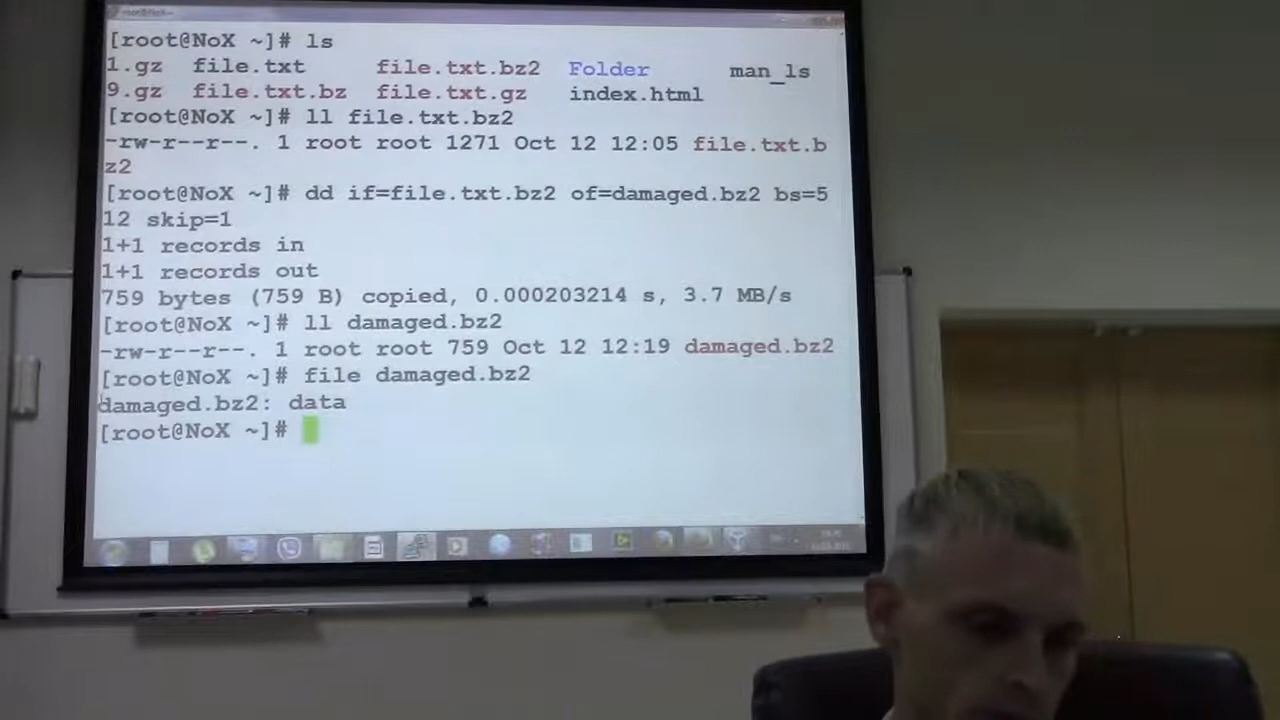 [root@NoX ~]# ls
1.gz file.txt file.txt.bz2 Folder man_ls
9.gz file.txt.bz file.txt.gz index.html
[root@NoX ~]# ll file.txt.bz2
-rw-r--r--. 1 root root 1271 Oct 12 12:05 file.txt.b
z2
[root@NoX ~]# dd if=file.txt.bz2 of=damaged.bz2 bs=5
12 skip=1
1+1 records in
1+1 records out
759 bytes (759 B) copied, 0.000203214 s, 3.7 MB/s
[root@NoX ~]# ll damaged.bz2
-rw-r--r--. 1 root root 759 Oct 12 12:19 damaged.bz2
[root@NoX ~]# file damaged.bz2
damaged.bz2: data
[root@NoX ~]#